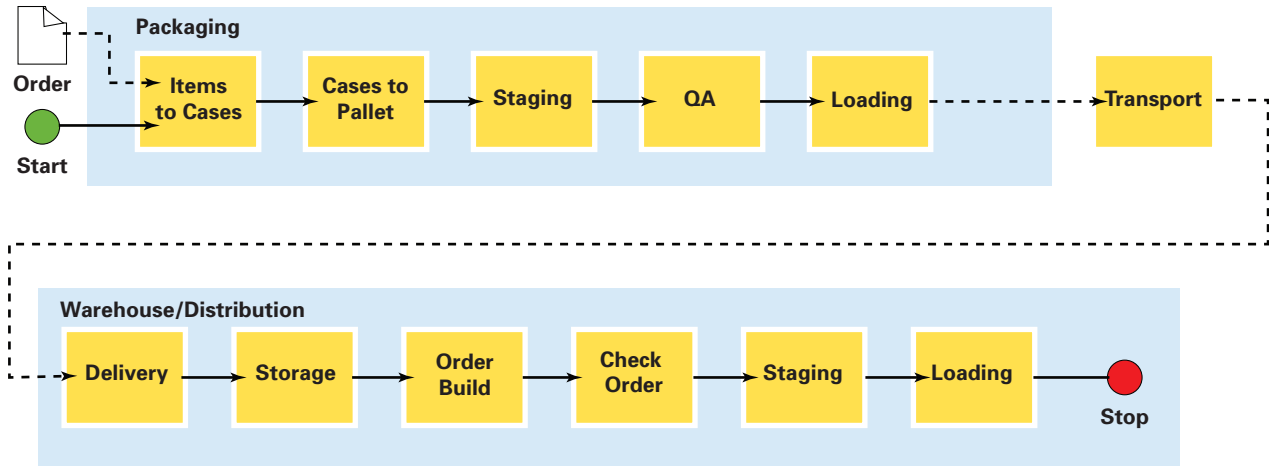 Packaging
Order
Start
Items
to Cases
Cases to
Pallet
Staging
QA
Loading
Transport
Warehouse/Distribution
Delivery
Storage
Order
Build
Check
Order
Staging
Loading
Stop